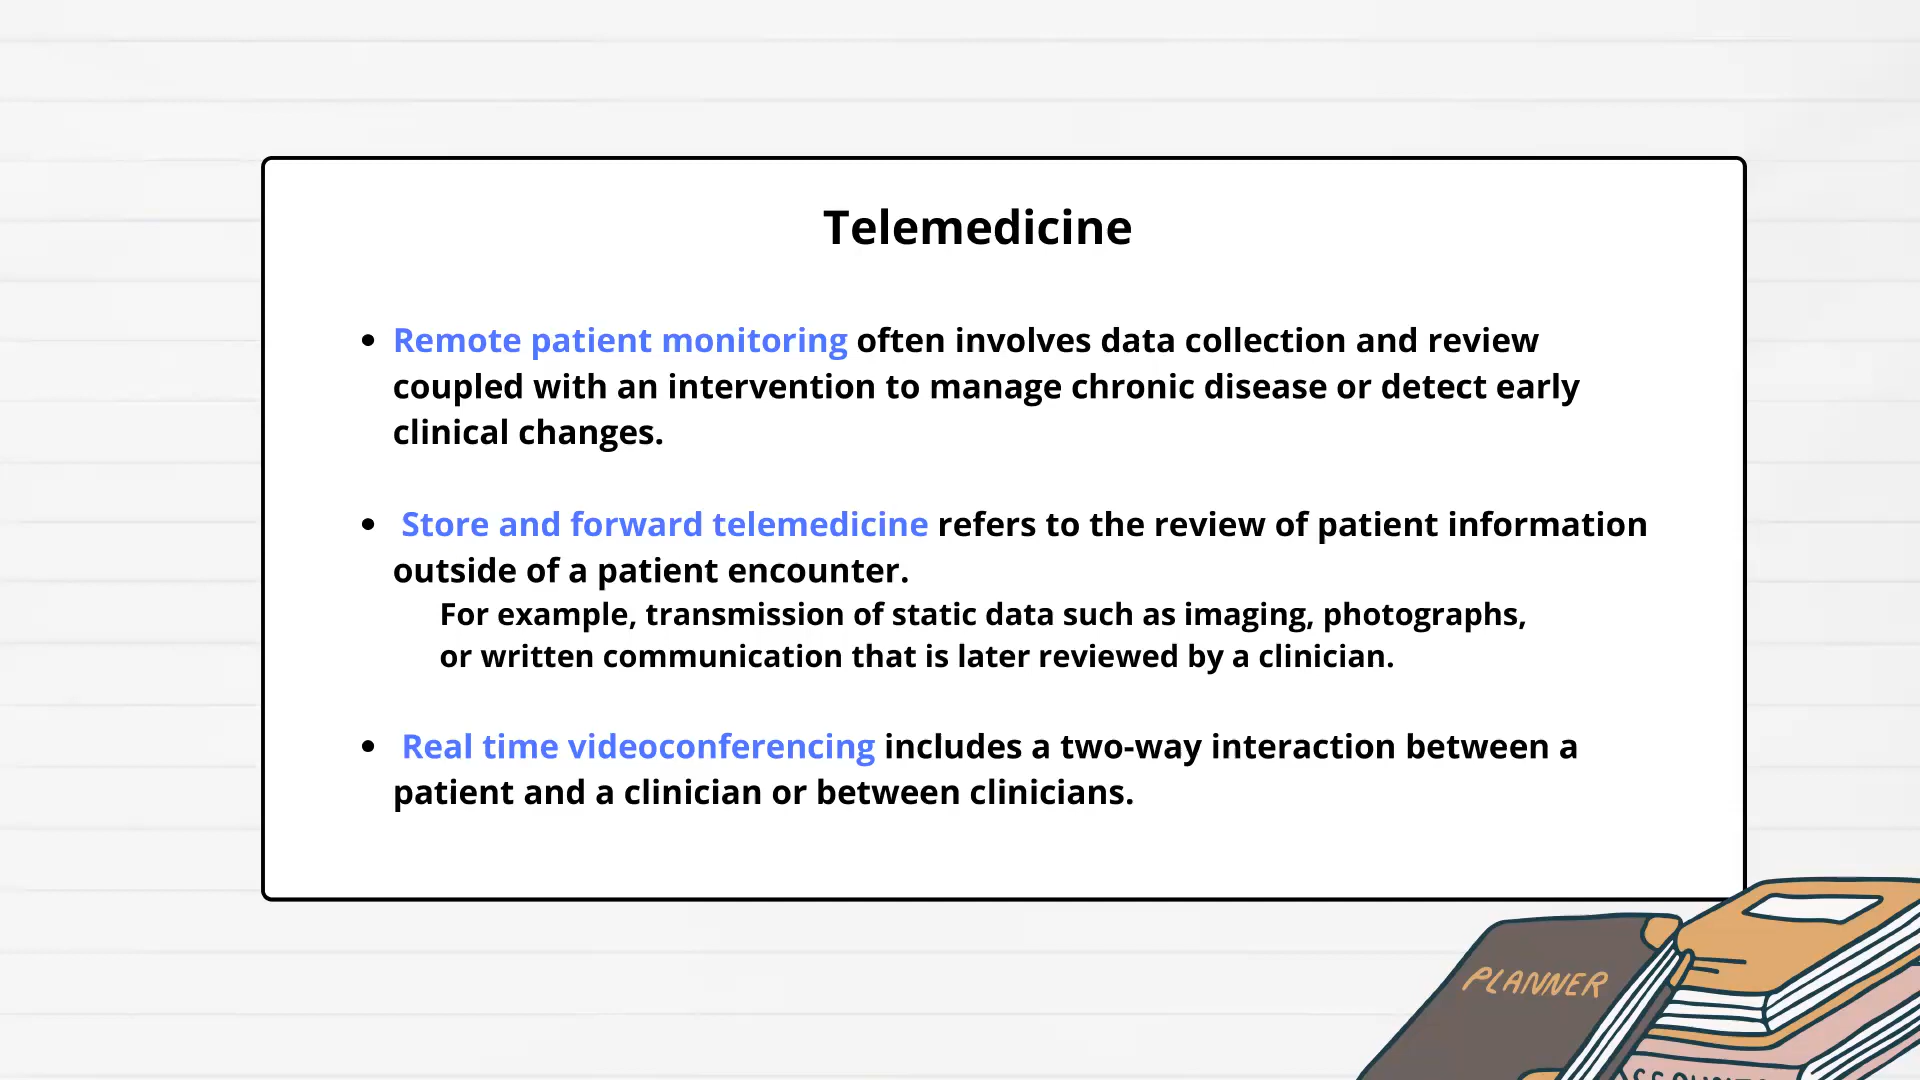 Telemedicine
• Remote patient monitoring often involves data collection and review
coupled with an intervention to manage chronic disease or detect early
clinical changes.
• Store and forward telemedicine refers to the review of patient information
outside of a patient encounter.
For example, transmission of static data such as imaging, photographs,
or written communication that is later reviewed by a clinician.
• Real time videoconferencing includes a two-way interaction between a
patient and a clinician or between clinicians.
PLANNER